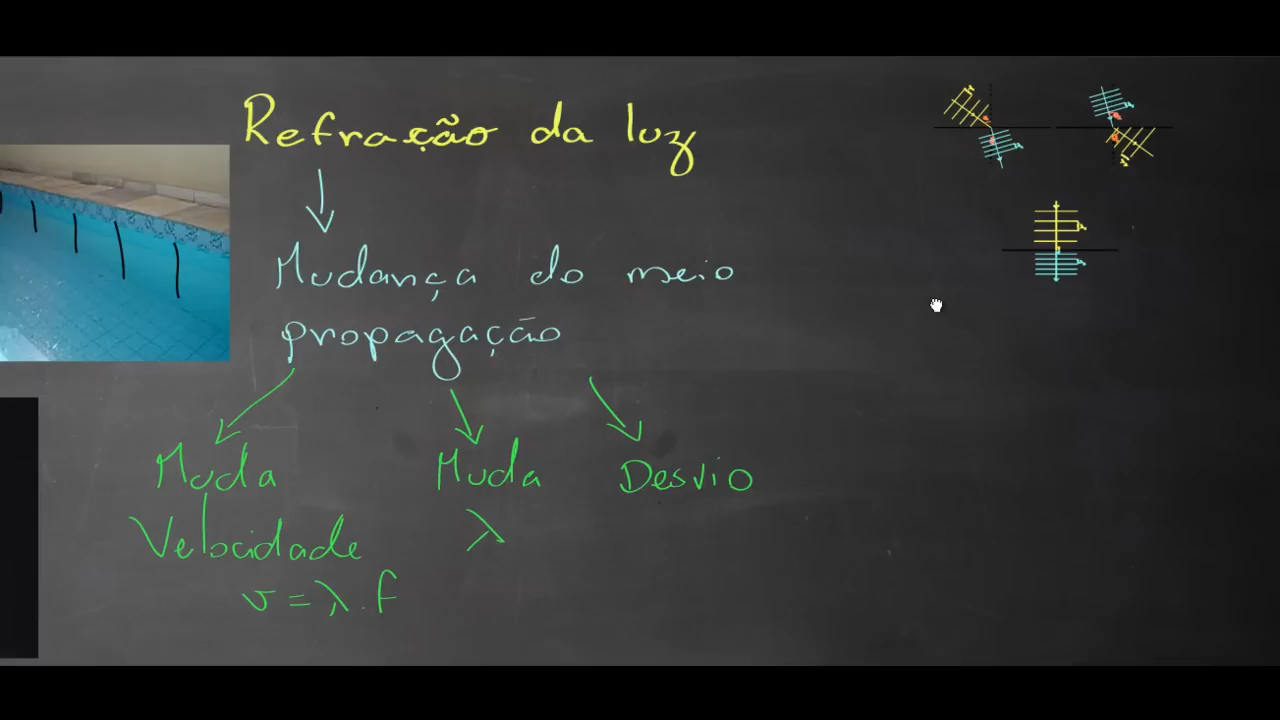 Refração da luz
Mudança do meio
propagação
Muda Muda Desvio
Velocidade λ
v = λ . f